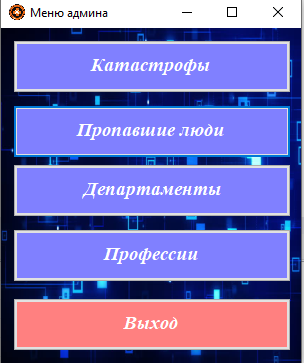 Меню админа
Катастрофы
Пропавшие люди
Департаменты
Профессии
Выход